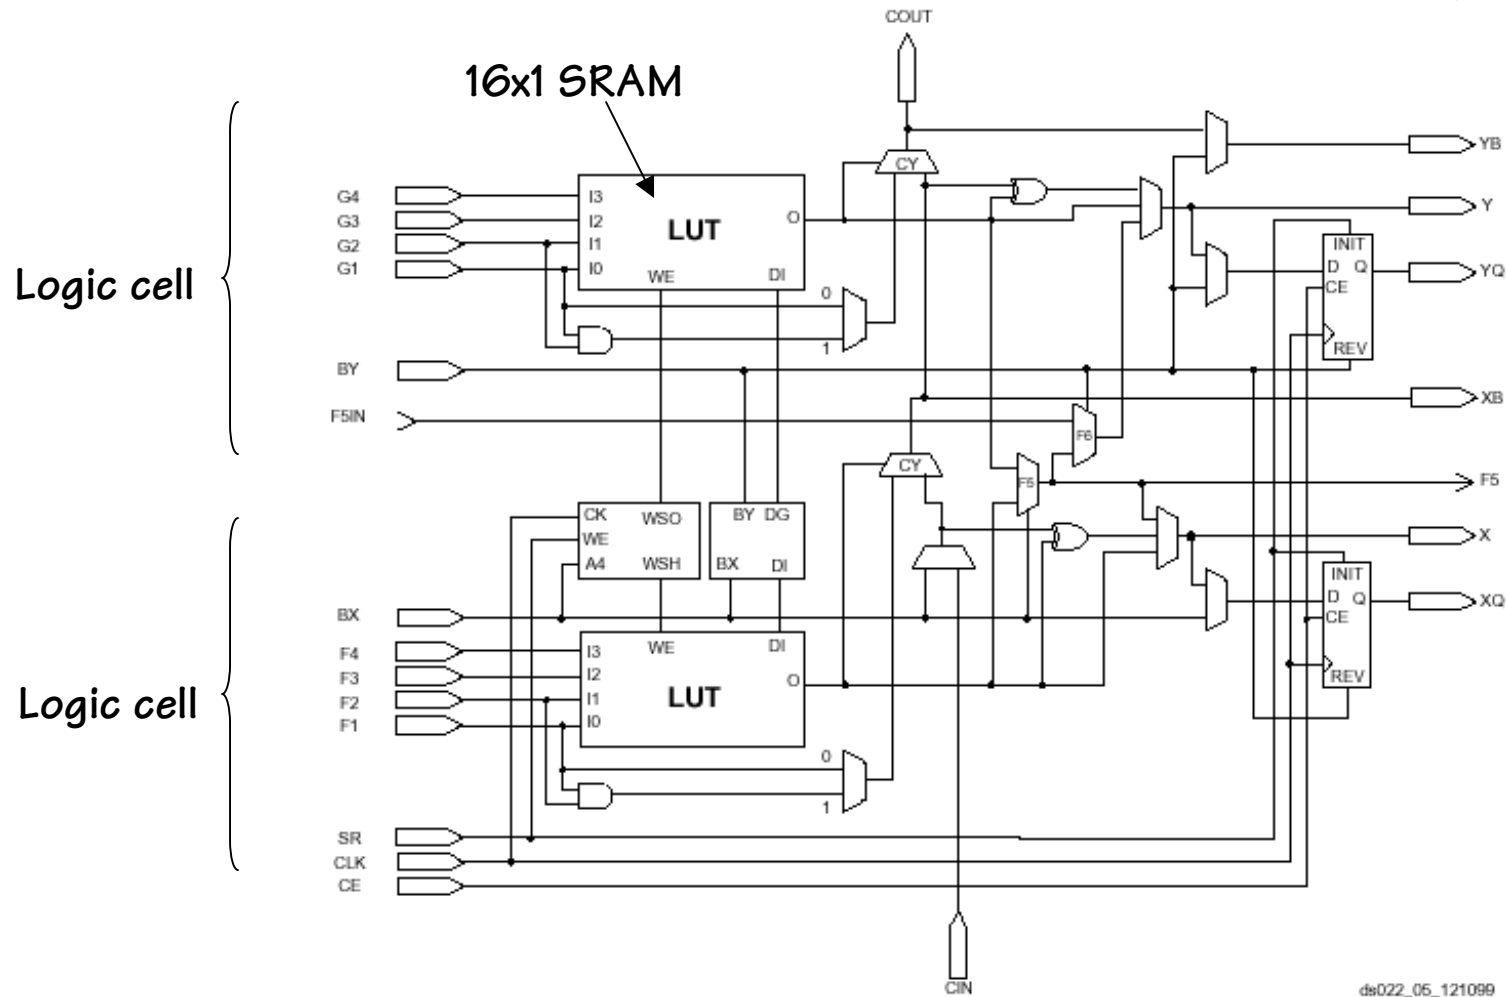 COUT
16x1 SRAM
CY
YB
G4
I3
G3
I2
LUT
O
Y
G2
I1
INIT
G1
I0
D Q
YQ
WE
DI
CE
Logic cell
0
1
REV
BY
XB
F5IN
F6
CY
F5
F5
CK
WSO
BY DG
WE
X
A4
WSH
BX
DI
INIT
D Q
XQ
BX
CE
F4
I3
WE
DI
F3
I2
O
REV
Logic cell
F2
I1
LUT
F1
I0
0
1
SR
CLK
CE
CIN
ds022_05_121099